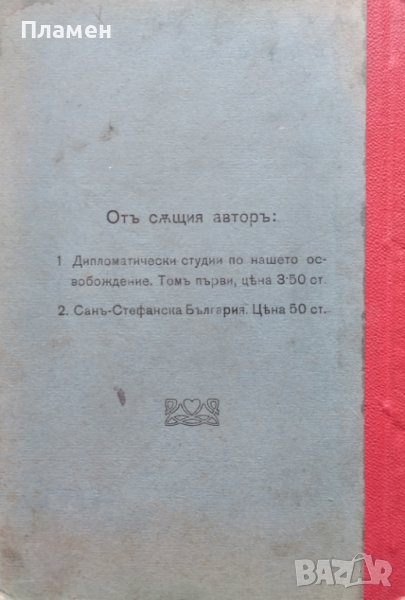 Пламен
Отъ сѫщия авторъ:
1 Дипломатически студии по нашето ос-
вобождение. Томъ първи, цѣна 3·50 ст.
2. Санъ-Стефанска България. Цѣна 50 ст.
BAZAR